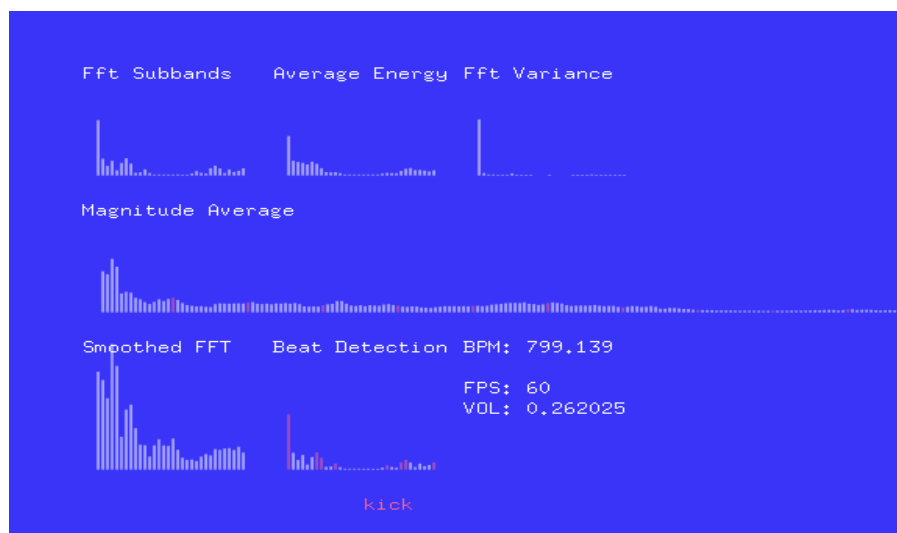 Fft Subbands
Average Energy
Fft Variance
Magnitude Average
Smoothed FFT
Beat Detection
BPM: 799.139
FPS: 60
VOL: 0.262025
kick